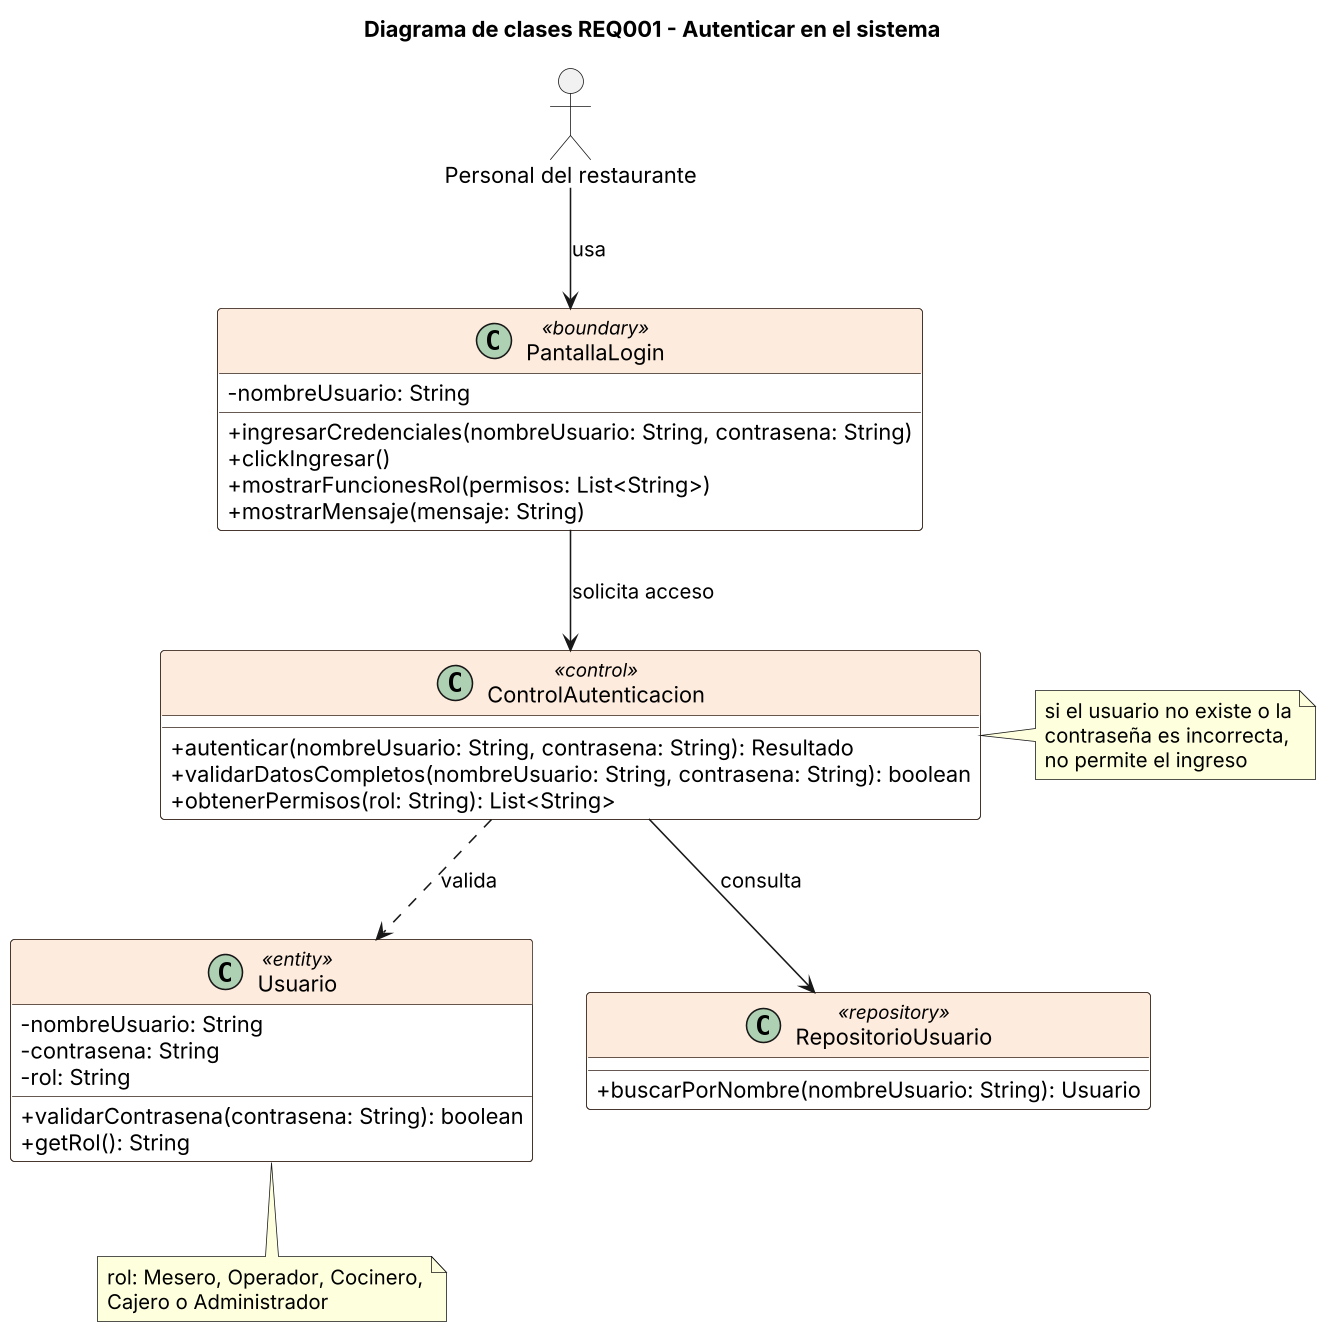 Diagrama de clases REQ001 - Autenticar en el sistema
Personal del restaurante
usa
«boundary»
C
PantallaLogin
-nombreUsuario: String
+ingresarCredenciales(nombreUsuario: String, contrasena: String)
+clickIngresar()
+mostrarFuncionesRol(permisos: List<String>)
+mostrarMensaje(mensaje: String)
solicita acceso
«control»
C
ControlAutenticacion
+autenticar(nombreUsuario: String, contrasena: String): Resultado
+validarDatosCompletos(nombreUsuario: String, contrasena: String): boolean
+obtenerPermisos(rol: String): List<String>
si el usuario no existe o la
contraseña es incorrecta,
no permite el ingreso
valida
consulta
«entity»
C
Usuario
-nombreUsuario: String
-contrasena: String
-rol: String
+validarContrasena(contrasena: String): boolean
+getRol(): String
«repository»
C
RepositorioUsuario
+buscarPorNombre(nombreUsuario: String): Usuario
rol: Mesero, Operador, Cocinero,
Cajero o Administrador